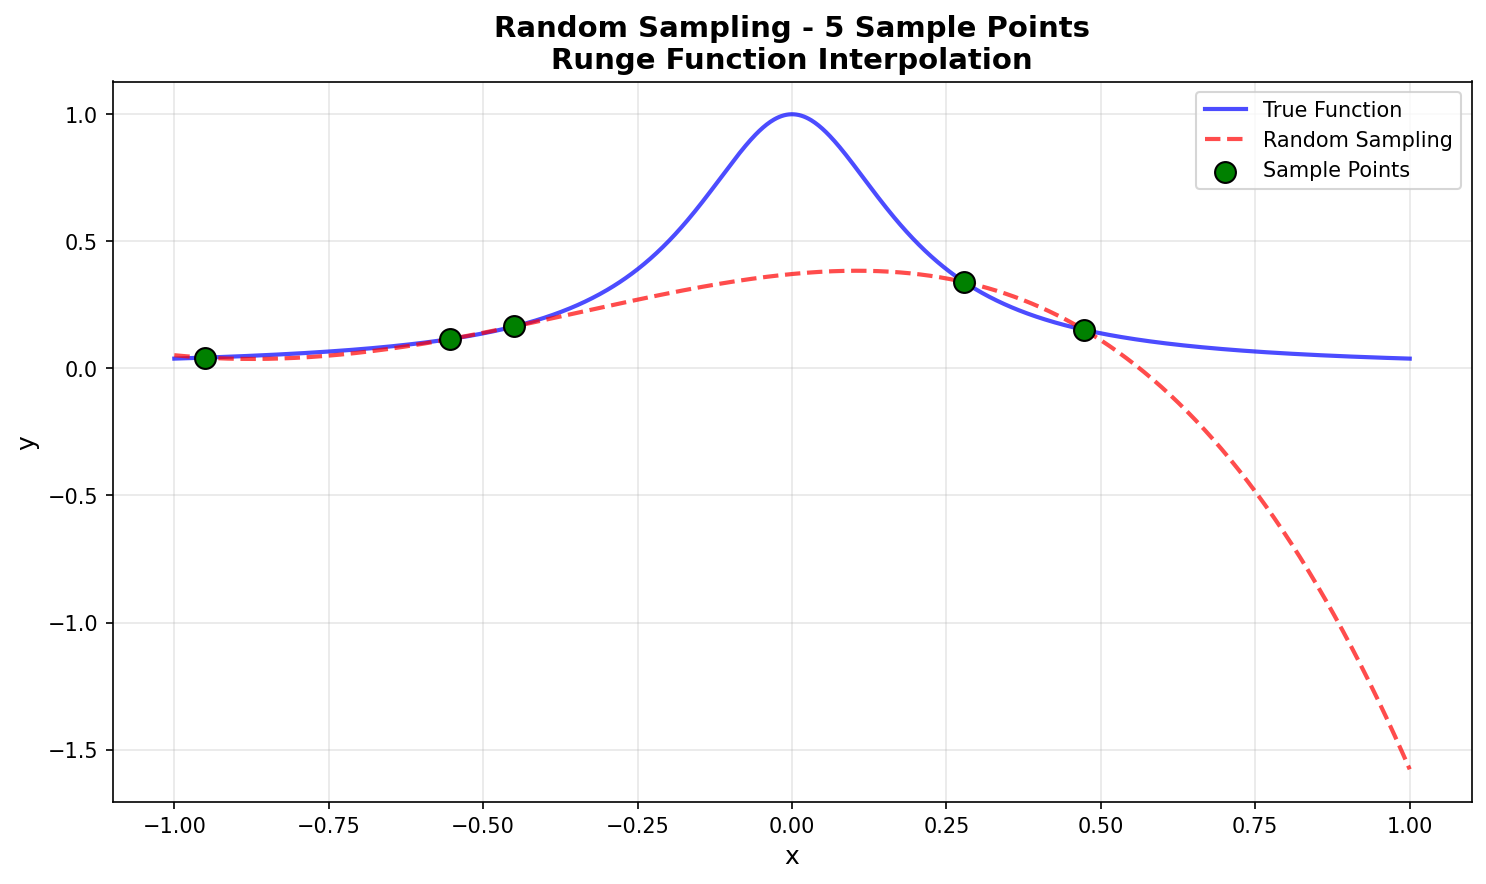 Random Sampling - 5 Sample Points
Runge Function Interpolation
True Function
Random Sampling
Sample Points
1.0
0.5
0.0
−0.5
−1.0
−1.5
y
−1.00 −0.75 −0.50 −0.25 0.00 0.25 0.50 0.75 1.00
x